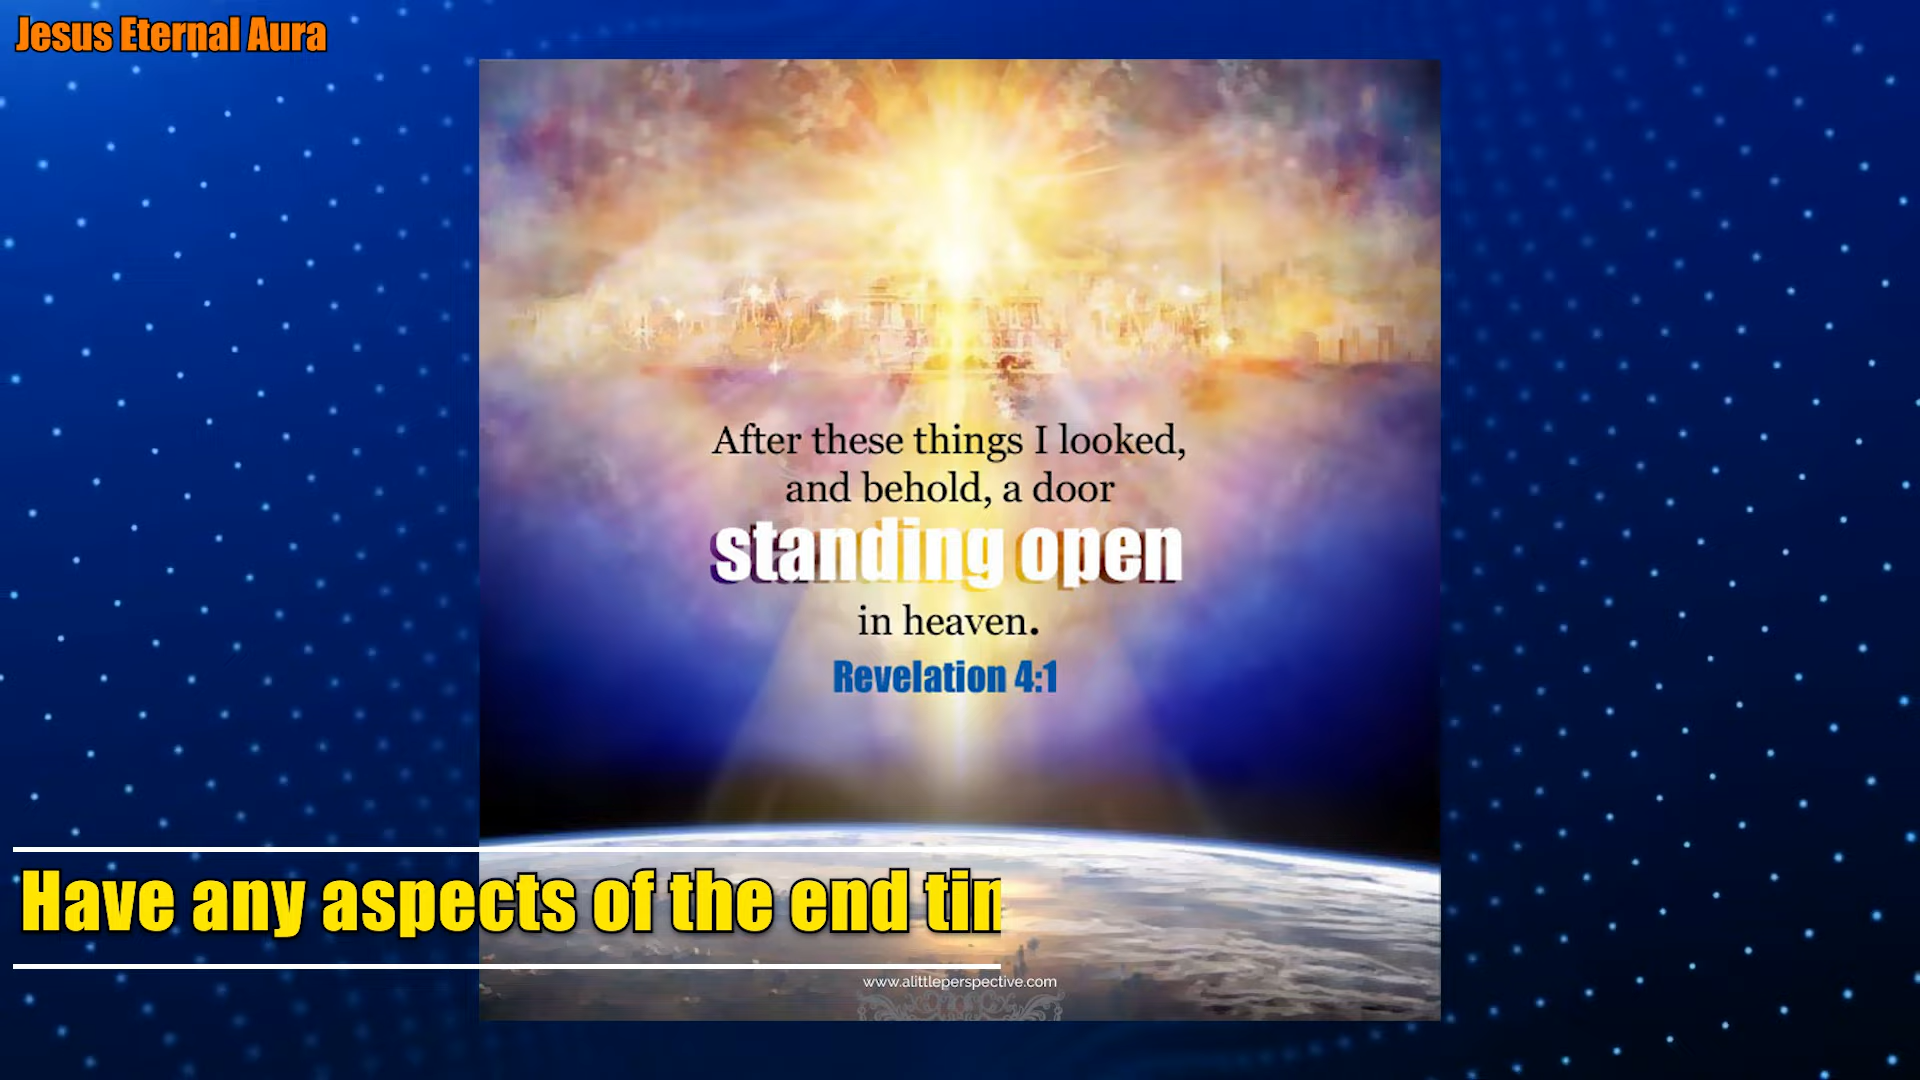 Jesus Eternal Aura
After these things I looked,
and behold, a door
standing open
in heaven.
Revelation 4:1
Have any aspects of the end
www.alittleperspective.com